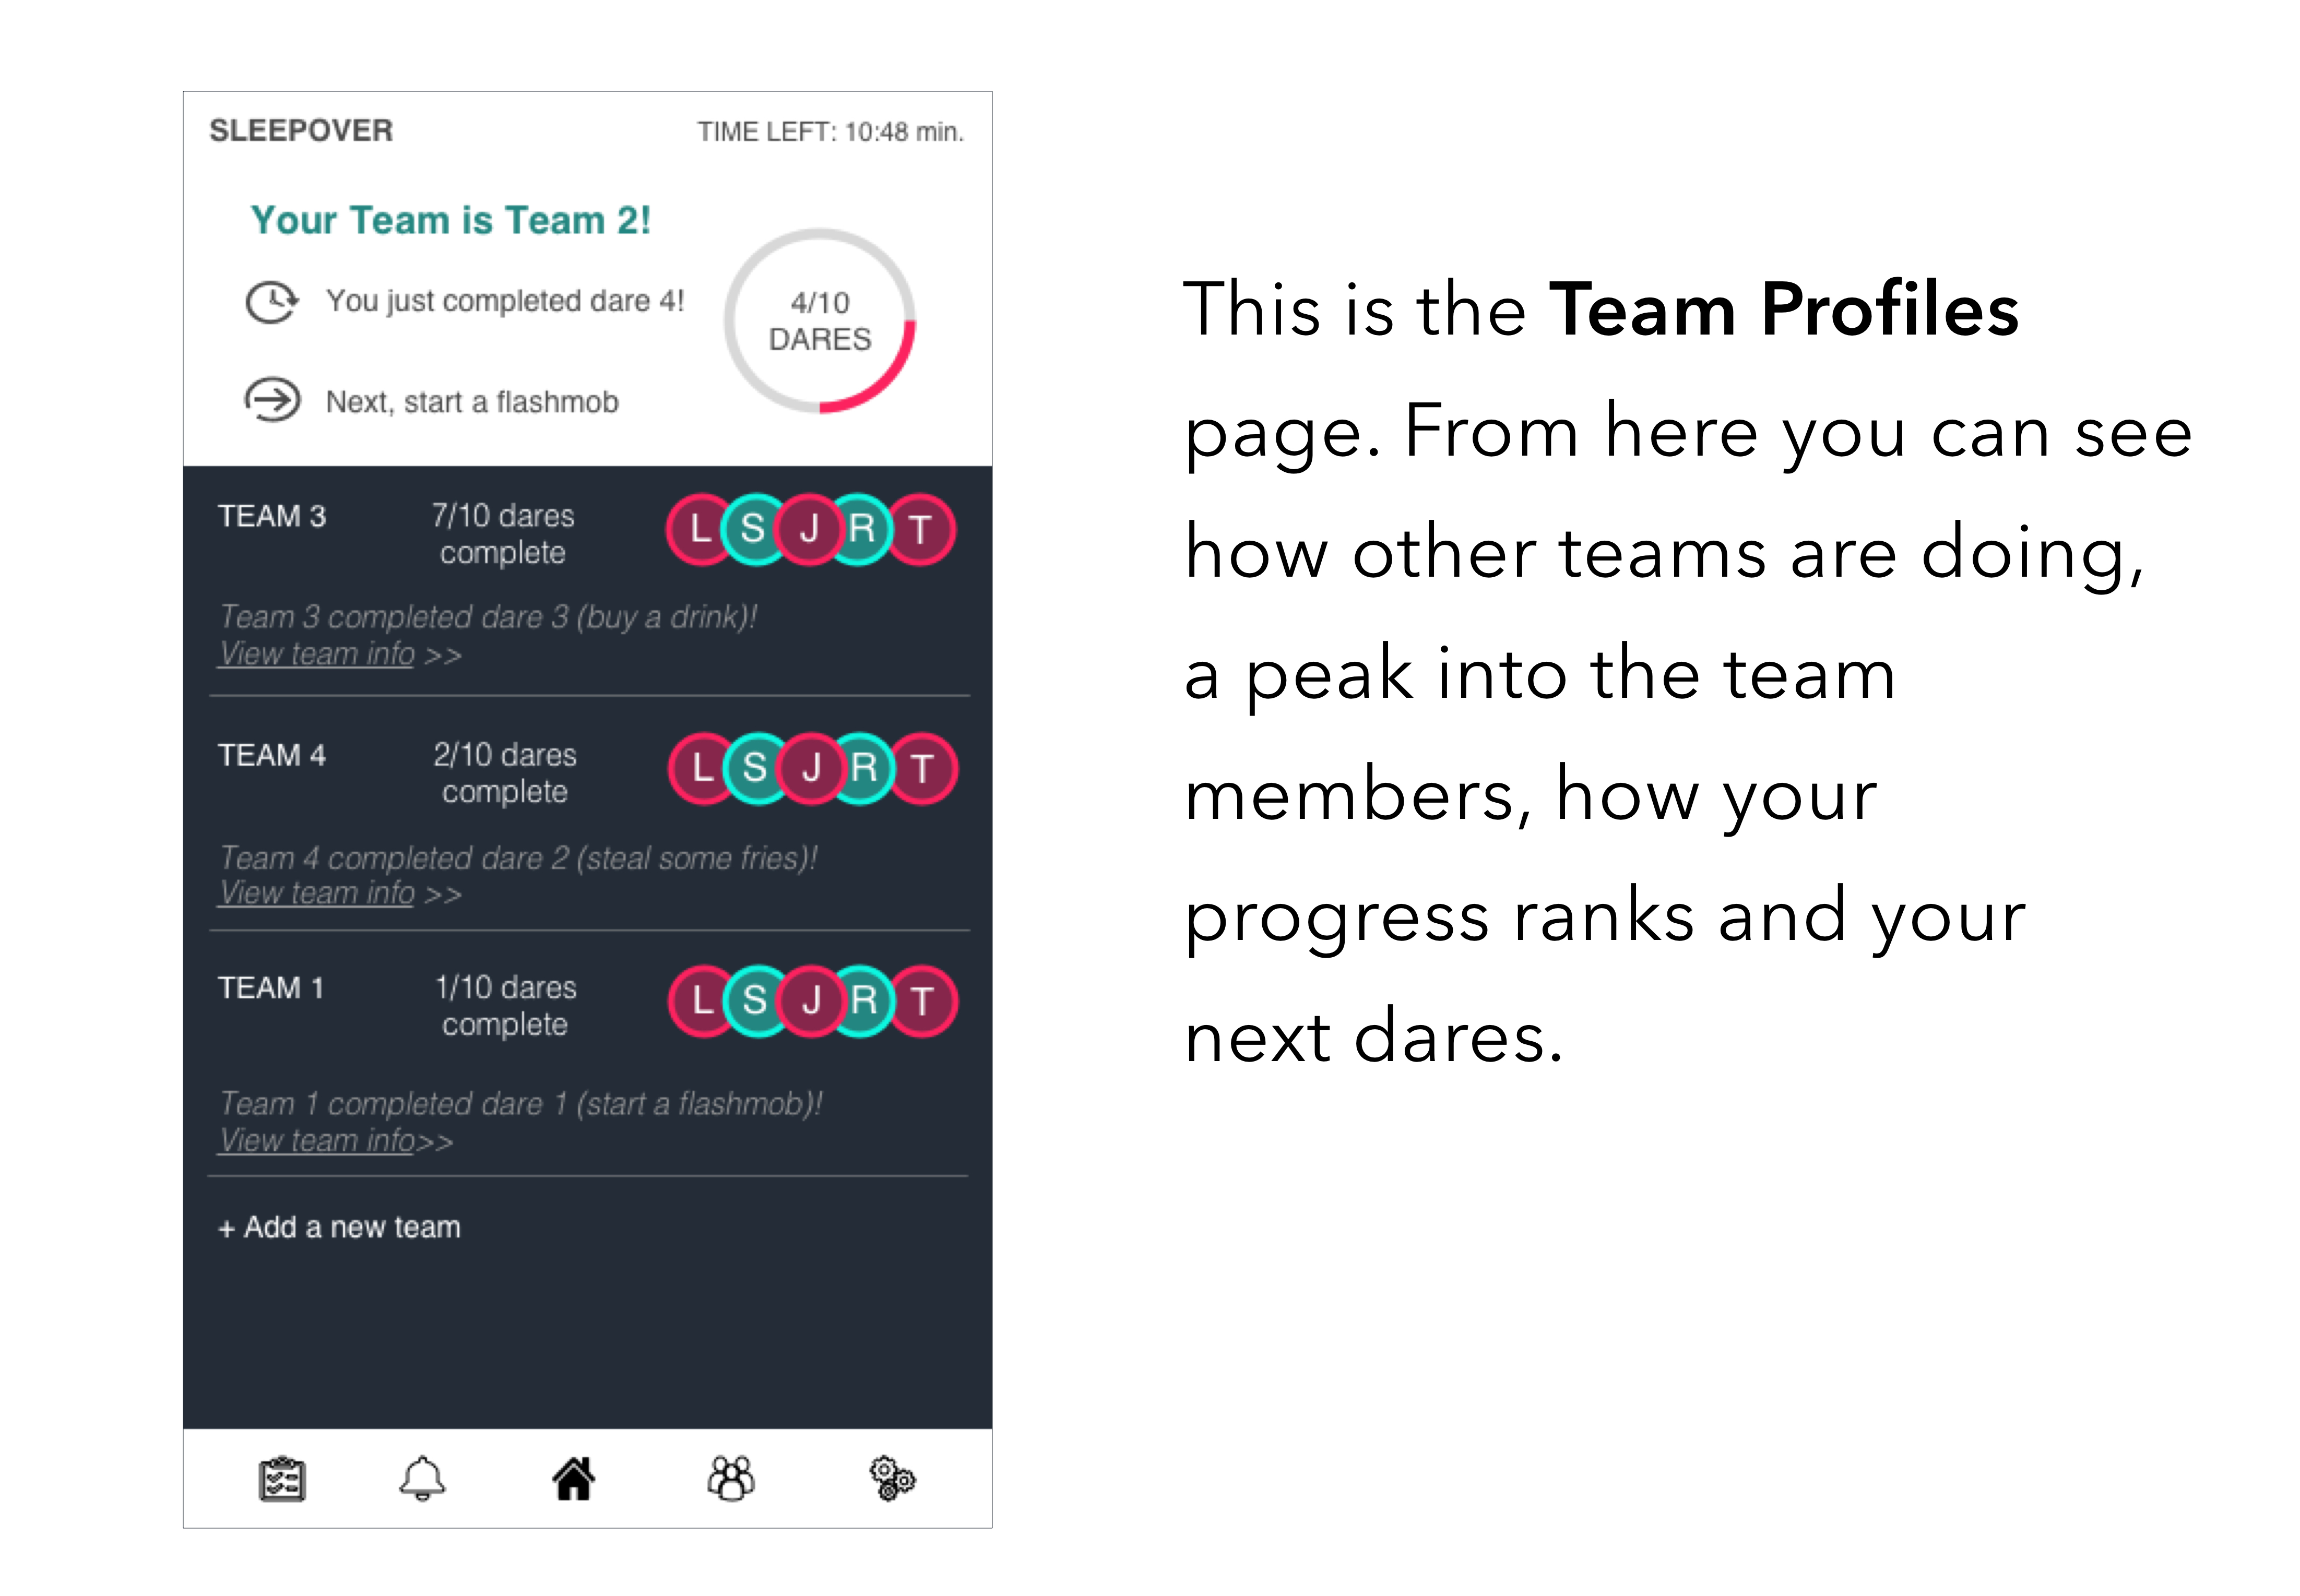 SLEEPOVER
TIME LEFT: 10:48 min.
Your Team is Team 2!
You just completed dare 4!
Next, start a flashmob
4/10
DARES
TEAM 3
7/10 dares
complete
L S J R T
Team 3 completed dare 3 (buy a drink)!
View team info >>
TEAM 4
2/10 dares
complete
L S J R T
Team 4 completed dare 2 (steal some fries)!
View team info >>
TEAM 1
1/10 dares
complete
L S J R T
Team 1 completed dare 1 (start a flashmob)!
View team info>>
+ Add a new team
This is the Team Profiles
page. From here you can see
how other teams are doing,
a peak into the team
members, how your
progress ranks and your
next dares.